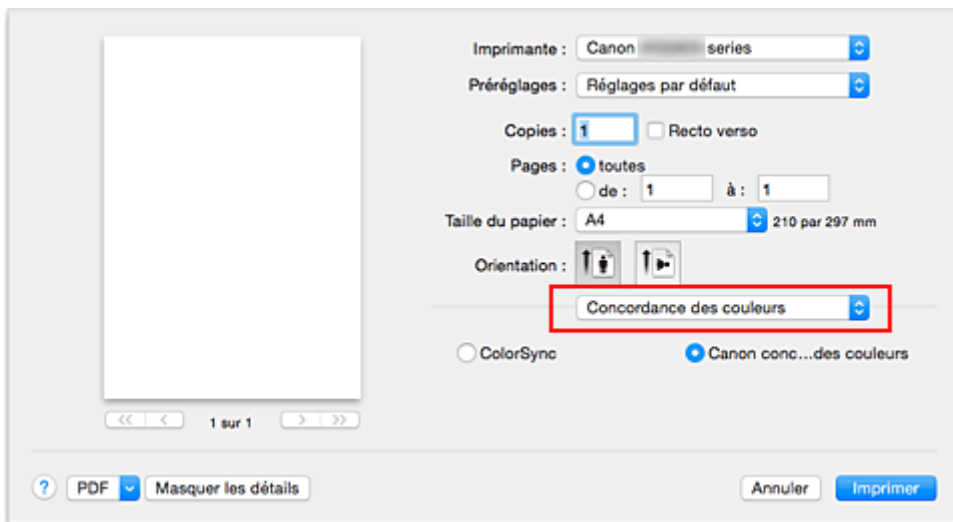 Imprimante : Canon series
Préréglages : Réglages par défaut
Copies : 1 Recto verso
Pages : toutes
de : 1 à : 1
Taille du papier : A4 210 par 297 mm
Orientation :
Concordance des couleurs
ColorSync Canon conc...des couleurs
<< < 1 sur 1 > >>
? PDF Masquer les détails Annuler Imprimer